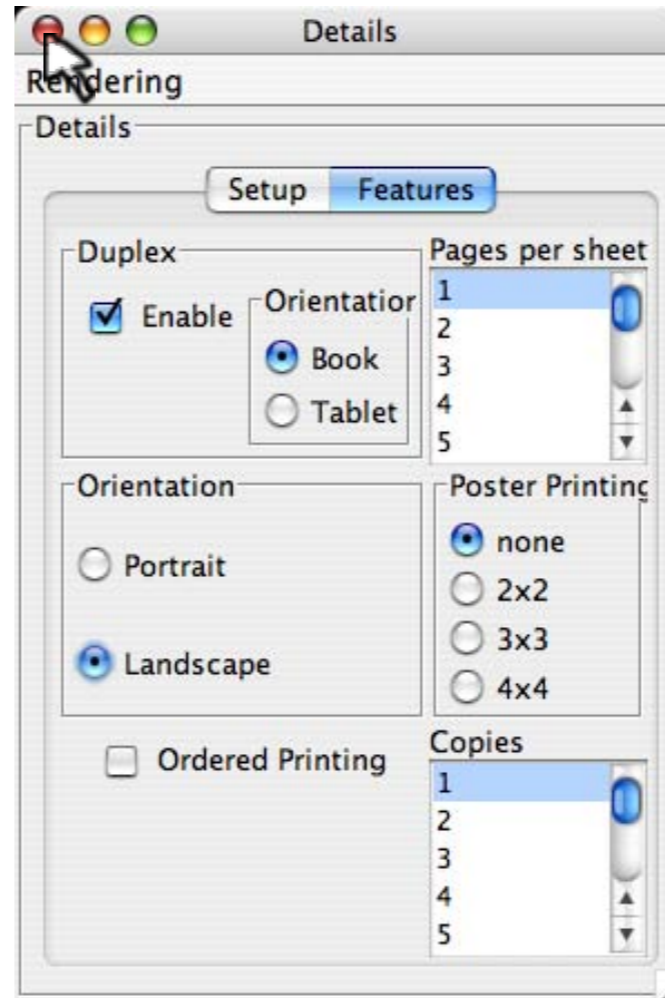 Details
Rendering
Details
Setup Features
Duplex
Enable
Orientatior
Book
Tablet
Pages per sheet
1
2
3
4
5
Orientation
Portrait
Landscape
Poster Printing
none
2x2
3x3
4x4
Ordered Printing
Copies
1
2
3
4
5